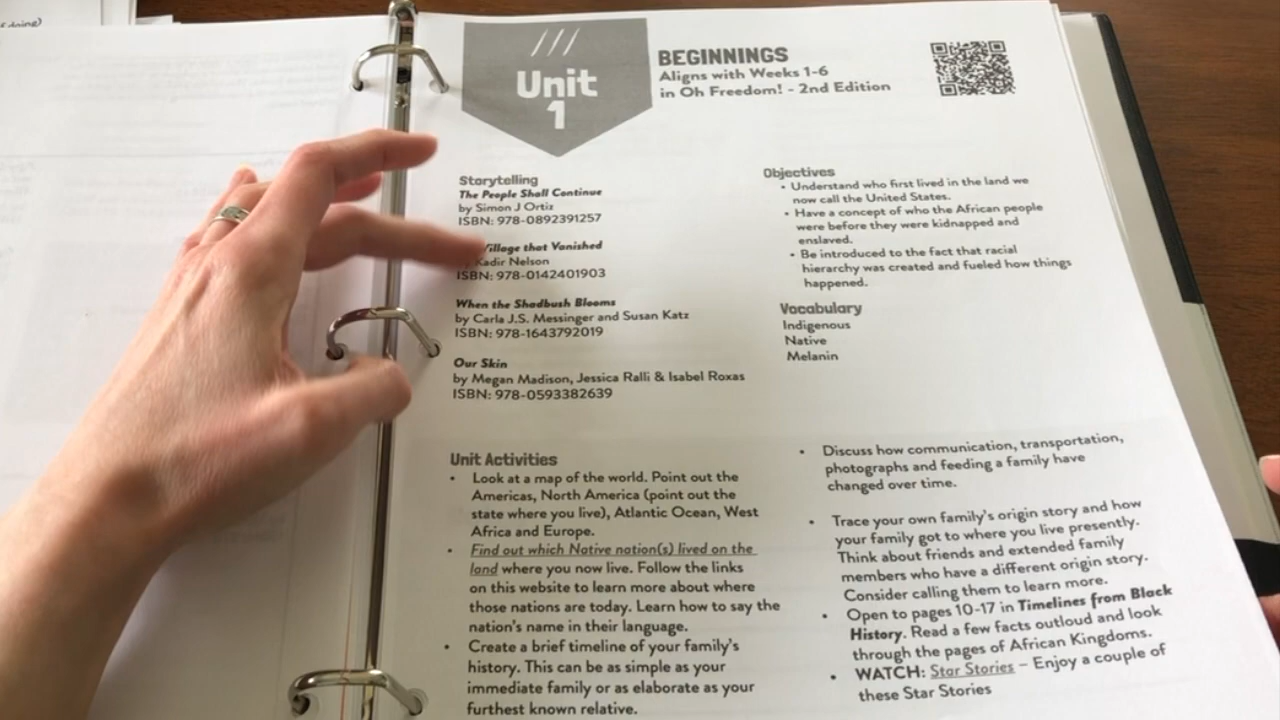 doing)
Unit
1
BEGINNINGS
Aligns with Weeks 1-6
in Oh Freedom! - 2nd Edition
Storytelling
The People Shall Continue
by Simon J Ortiz
ISBN: 978-0892391257
Village that Vanished
Kadir Nelson
ISBN: 978-0142401903
When the Shadbush Blooms
by Carla J.S. Messinger and Susan Katz
ISBN: 978-1643792019
Our Skin
by Megan Madison, Jessica Ralli & Isabel Roxas
ISBN: 978-0593382639
Objectives
• Understand who first lived in the land we
now call the United States.
• Have a concept of who the African people
were before they were kidnapped and
enslaved.
• Be introduced to the fact that racial
hierarchy was created and fueled how things
happened.
Vocabulary
Indigenous
Native
Melanin
Unit Activities
• Look at a map of the world. Point out the
Americas, North America (point out the
state where you live), Atlantic Ocean, West
Africa and Europe.
• Find out which Native nation(s) lived on the
land where you now live. Follow the links
on this website to learn more about where
those nations are today. Learn how to say the
nation's name in their language.
• Create a brief timeline of your family's
history. This can be as simple as your
immediate family or as elaborate as your
furthest known relative.
• Discuss how communication, transportation,
photographs and feeding a family have
changed over time.
• Trace your own family's origin story and how
your family got to where you live presently.
Think about friends and extended family
members who have a different origin story.
Consider calling them to learn more.
• Open to pages 10-17 in Timelines from Black
History. Read a few facts outloud and look
through the pages of African Kingdoms.
• WATCH: Star Stories – Enjoy a couple of
these Star Stories